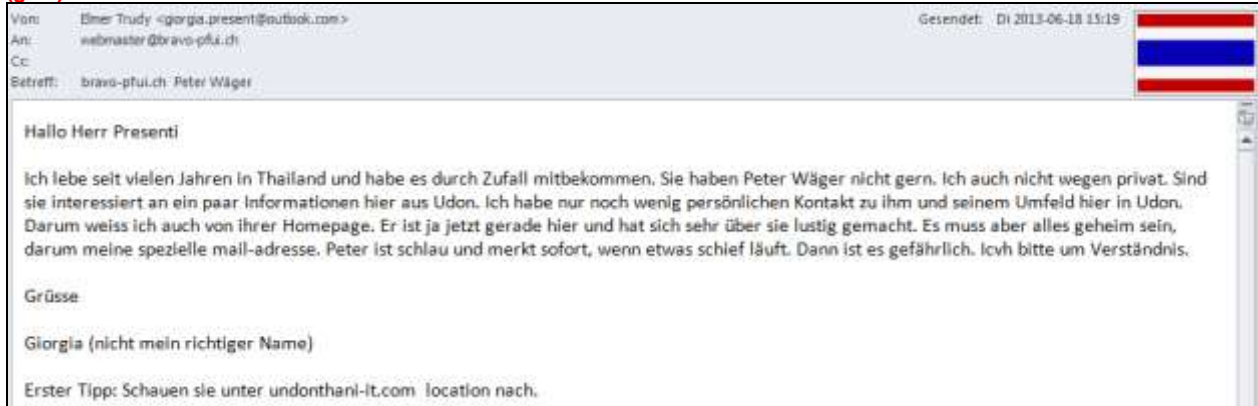 Von: Elmer Trudy <giorgia.present@outlook.com> Gesendet: Di 2013-06-18 15:19
An: webmaster@bravo-pfui.ch
Cc:
Betreff: bravo-pfui.ch Peter Wäger
Hallo Herr Presenti
Ich lebe seit vielen Jahren in Thailand und habe es durch Zufall mitbekommen. Sie haben Peter Wäger nicht gern. Ich auch nicht wegen privat. Sind
sie interessiert an ein paar Informationen hier aus Udon. Ich habe nur noch wenig persönlichen Kontakt zu ihm und seinem Umfeld hier in Udon.
Darum weiss ich auch von ihrer Homepage. Er ist ja jetzt gerade hier und hat sich sehr über sie lustig gemacht. Es muss aber alles geheim sein,
darum meine spezielle mail-adresse. Peter ist schlau und merkt sofort, wenn etwas schief läuft. Dann ist es gefährlich. Icvh bitte um Verständnis.
Grüsse
Giorgia (nicht mein richtiger Name)
Erster Tipp: Schauen sie unter undonthani-it.com location nach.